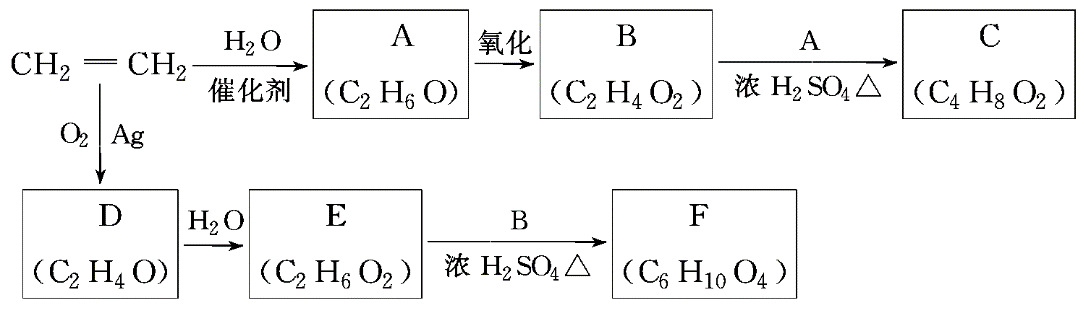 CH₂═CH₂ H₂O 催化剂 A (C₂H₆O) 氧化 B (C₂H₄O₂) A 浓 H₂SO₄△ C (C₄H₈O₂)
O₂ Ag
D (C₂H₄O) H₂O E (C₂H₆O₂) B 浓 H₂SO₄△ F (C₆H₁₀O₄)